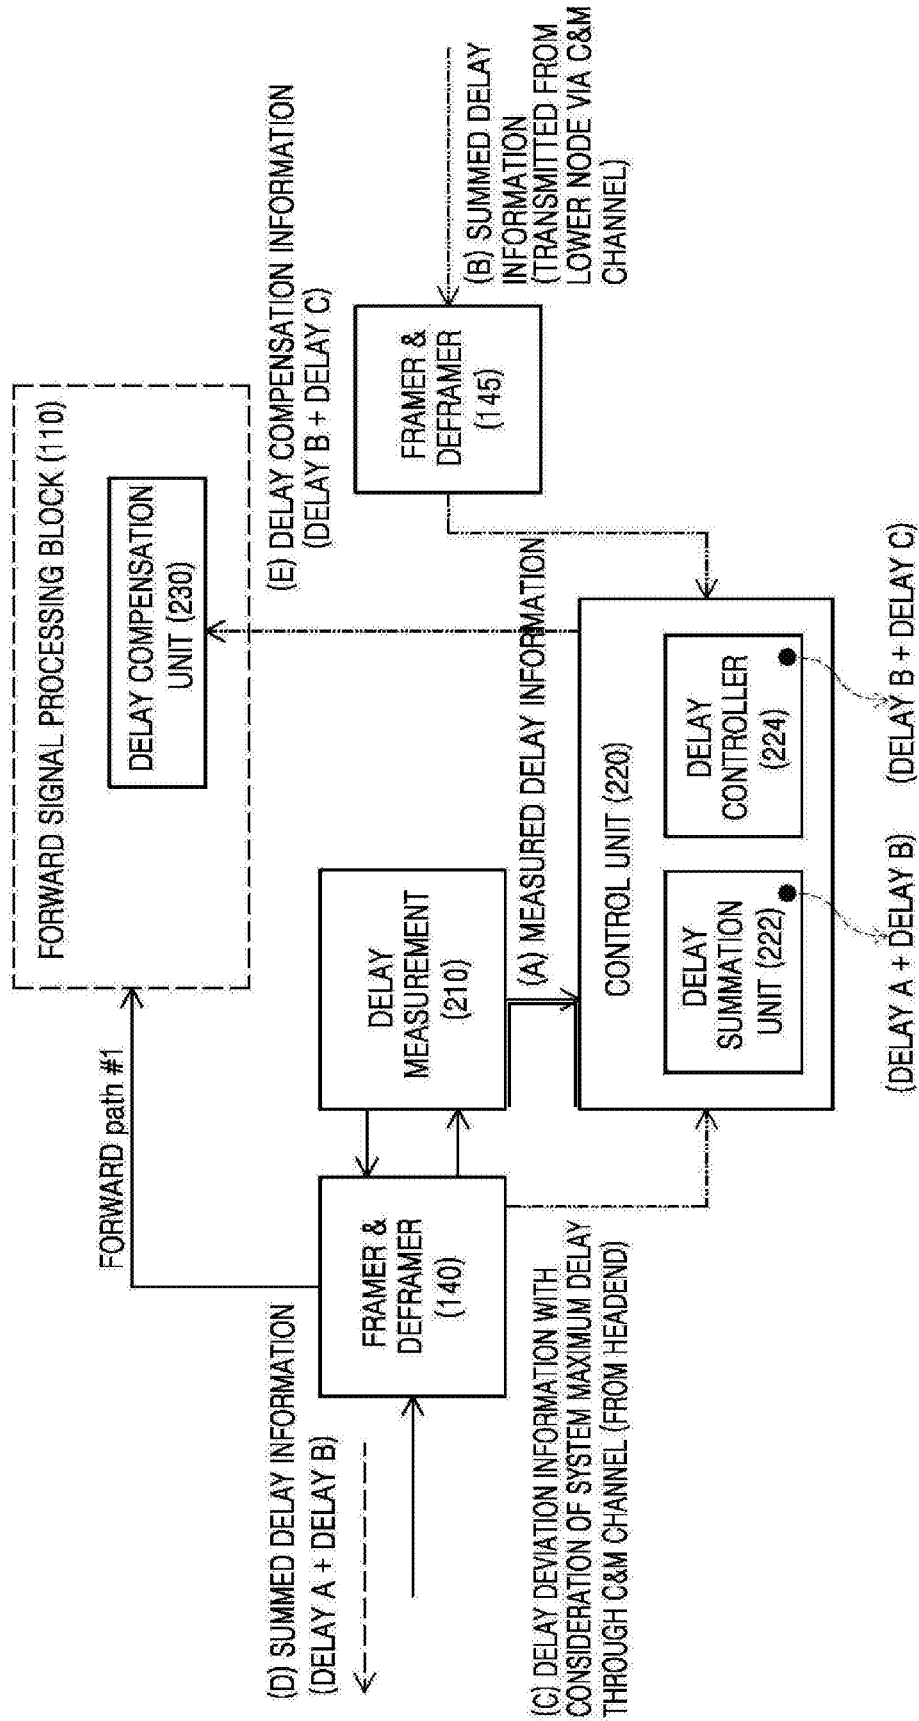 FORWARD path #1
FORWARD SIGNAL PROCESSING BLOCK (110)
DELAY COMPENSATION
UNIT (230)
(D) SUMMED DELAY INFORMATION
(DELAY A + DELAY B)
FRAMER &
DEFRAMER
(140)
DELAY
MEASUREMENT
(210)
(E) DELAY COMPENSATION INFORMATION
(DELAY B + DELAY C)
FRAMER &
DEFRAMER
(145)
(B) SUMMED DELAY
INFORMATION
(TRANSMITTED FROM
LOWER NODE VIA C&M
CHANNEL)
(A) MEASURED DELAY INFORMATION
(C) DELAY DEVIATION INFORMATION WITH
CONSIDERATION OF SYSTEM MAXIMUM DELAY
THROUGH C&M CHANNEL (FROM HEADEND)
CONTROL UNIT (220)
DELAY
SUMMATION
UNIT (222)
DELAY
CONTROLLER
(224)
(DELAY A + DELAY B)
(DELAY B + DELAY C)